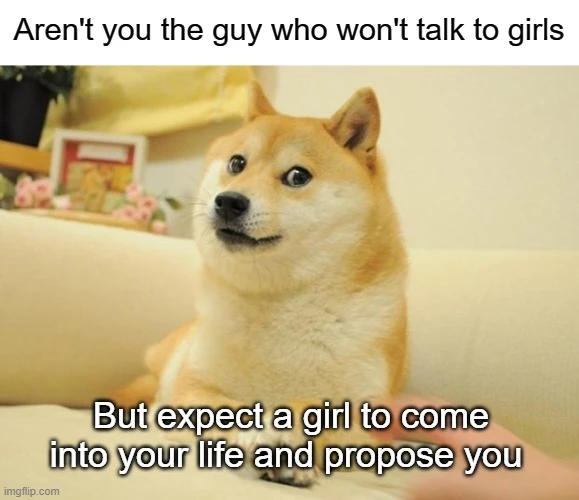 Aren't you the guy who won't talk to girls
But expect a girl to come
into your life and propose you
imgflip.com